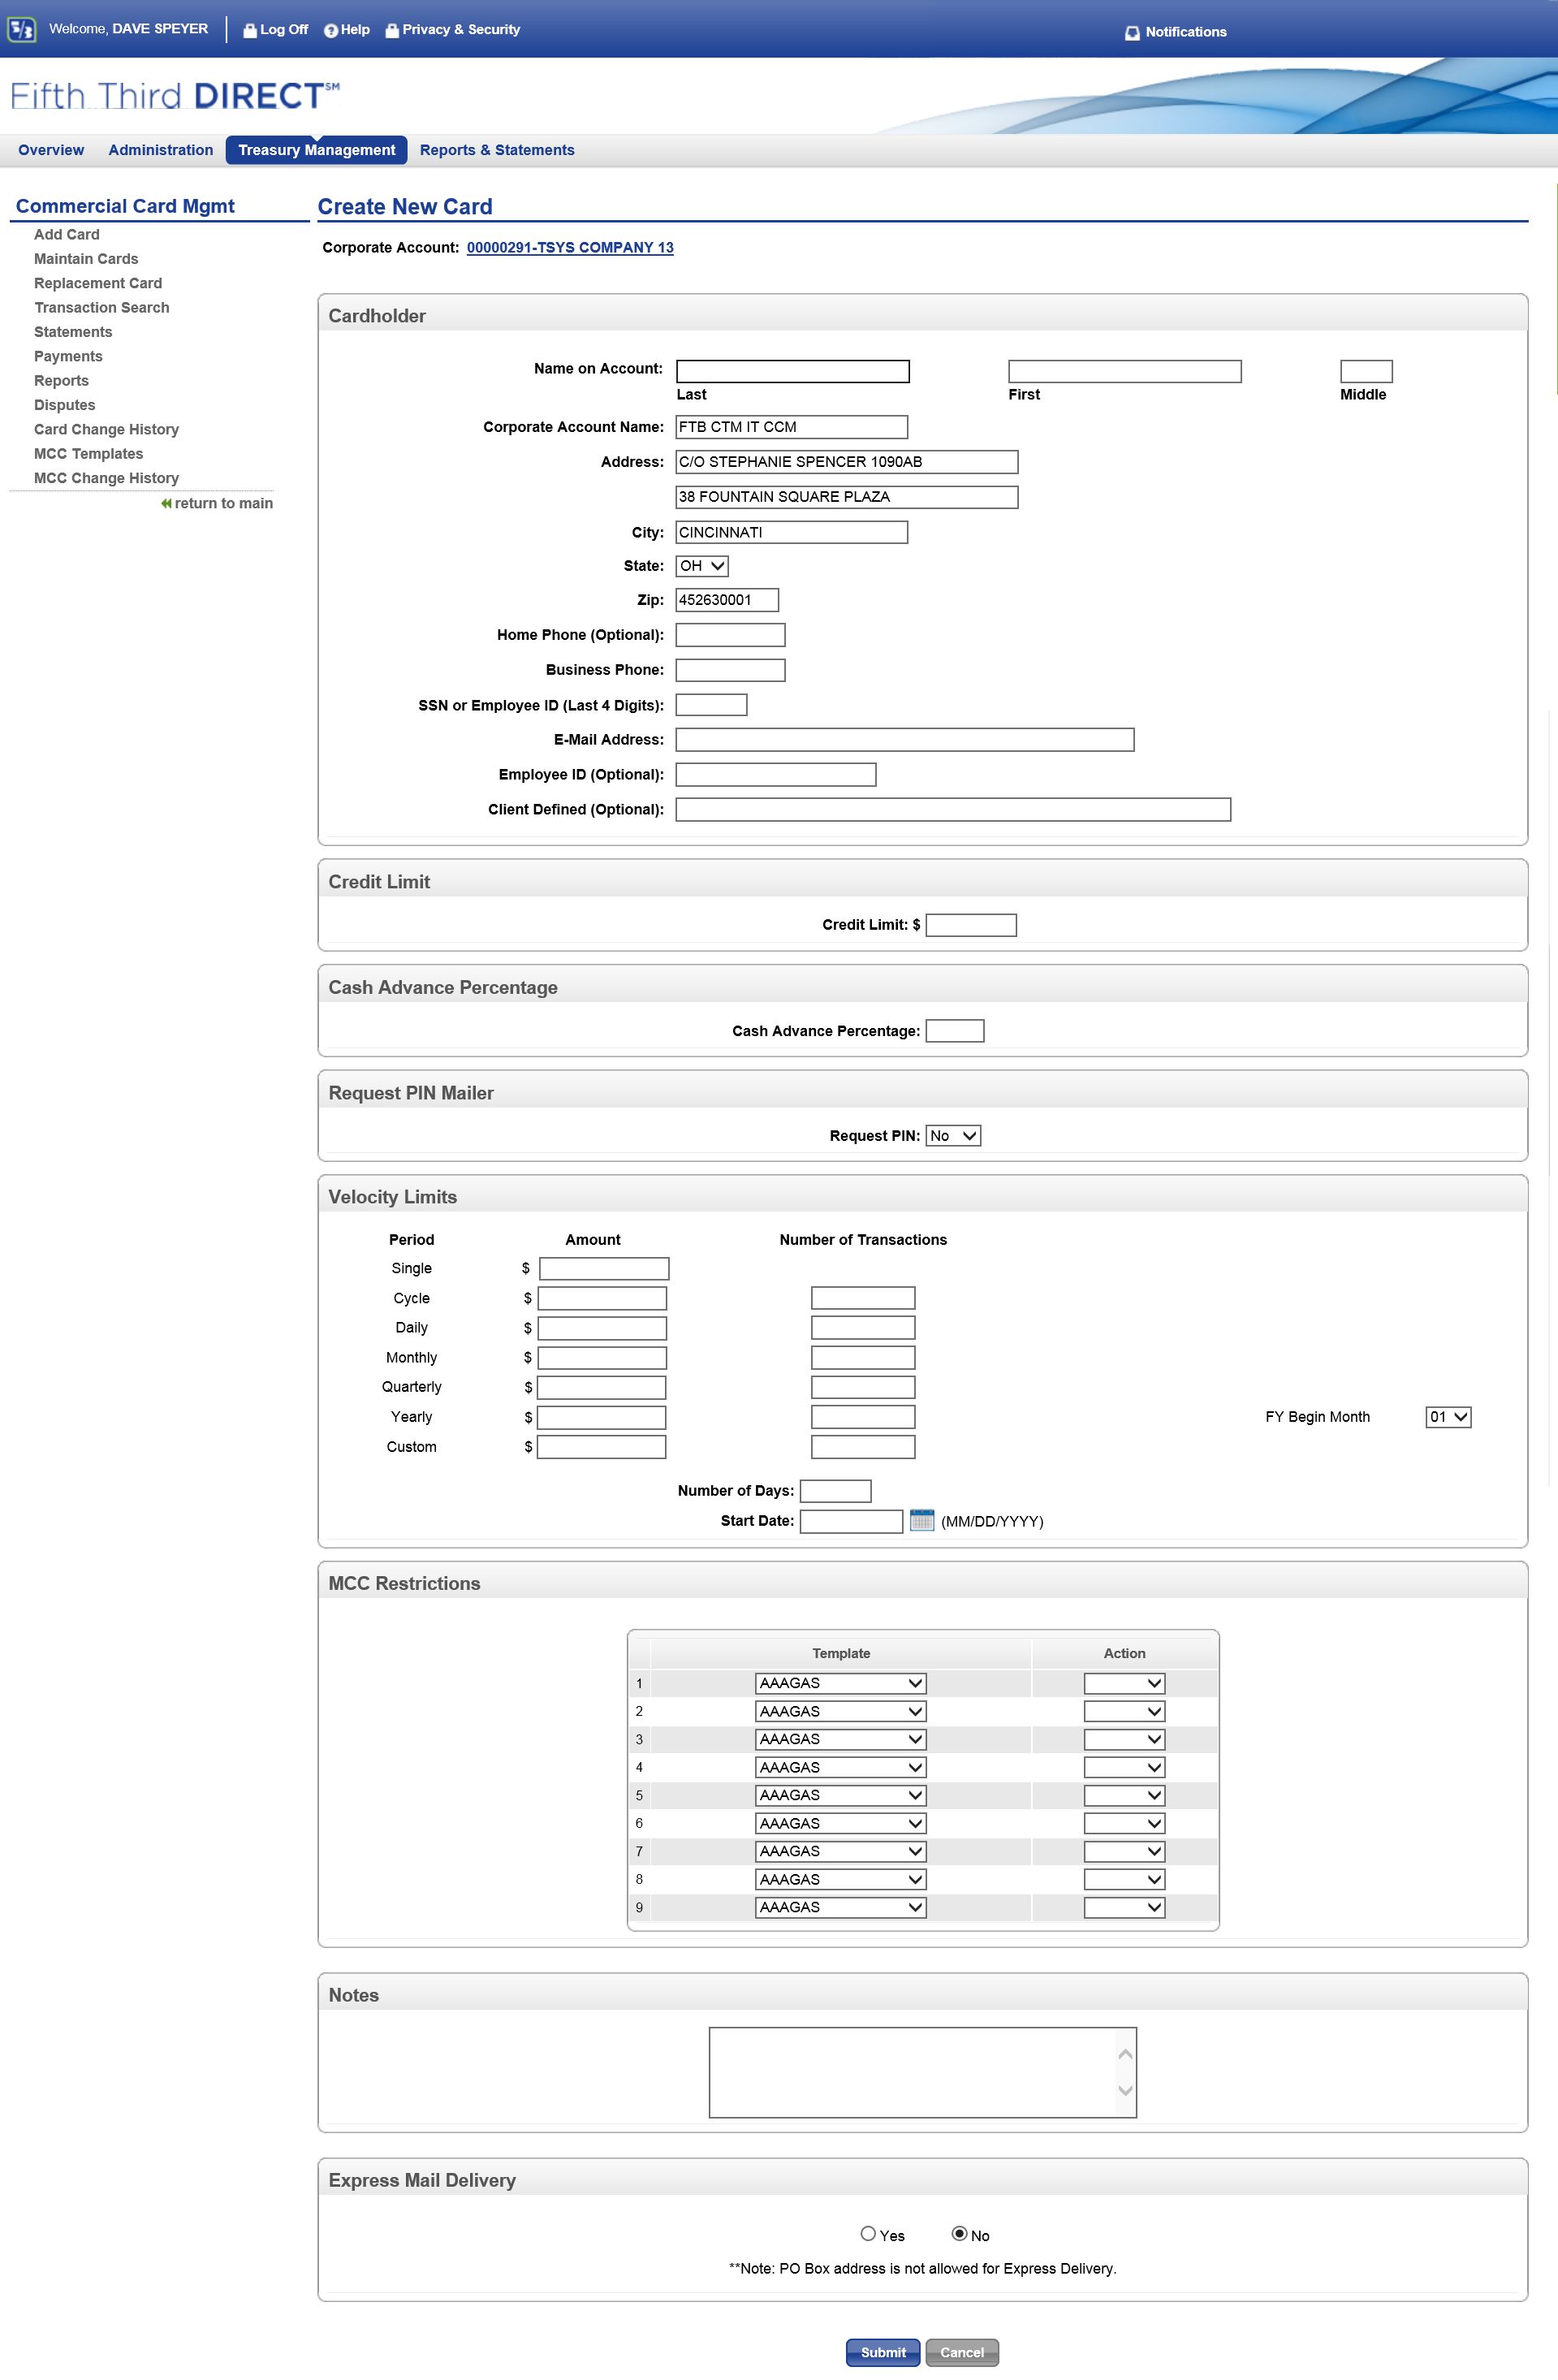 5/3 Welcome, DAVE SPEYER Log Off Help Privacy & Security Notifications
Fifth Third DIRECT℠
Overview Administration Treasury Management Reports & Statements
Commercial Card Mgmt
Add Card
Maintain Cards
Replacement Card
Transaction Search
Statements
Payments
Reports
Disputes
Card Change History
MCC Templates
MCC Change History
return to main
Create New Card
Corporate Account: 00000291-TSYS COMPANY 13
Cardholder
Name on Account:
Last First Middle
Corporate Account Name: FTB CTM IT CCM
Address: C/O STEPHANIE SPENCER 1090AB
38 FOUNTAIN SQUARE PLAZA
City: CINCINNATI
State: OH
Zip: 452630001
Home Phone (Optional):
Business Phone:
SSN or Employee ID (Last 4 Digits):
E-Mail Address:
Employee ID (Optional):
Client Defined (Optional):
Credit Limit
Credit Limit: $
Cash Advance Percentage
Cash Advance Percentage:
Request PIN Mailer
Request PIN: No
Velocity Limits
Period Amount Number of Transactions
Single $
Cycle $
Daily $
Monthly $
Quarterly $
Yearly $ FY Begin Month 01
Custom $
Number of Days:
Start Date: (MM/DD/YYYY)
MCC Restrictions
Template Action
1 AAAGAS
2 AAAGAS
3 AAAGAS
4 AAAGAS
5 AAAGAS
6 AAAGAS
7 AAAGAS
8 AAAGAS
9 AAAGAS
Notes
Express Mail Delivery
Yes No
**Note: PO Box address is not allowed for Express Delivery.
Submit Cancel